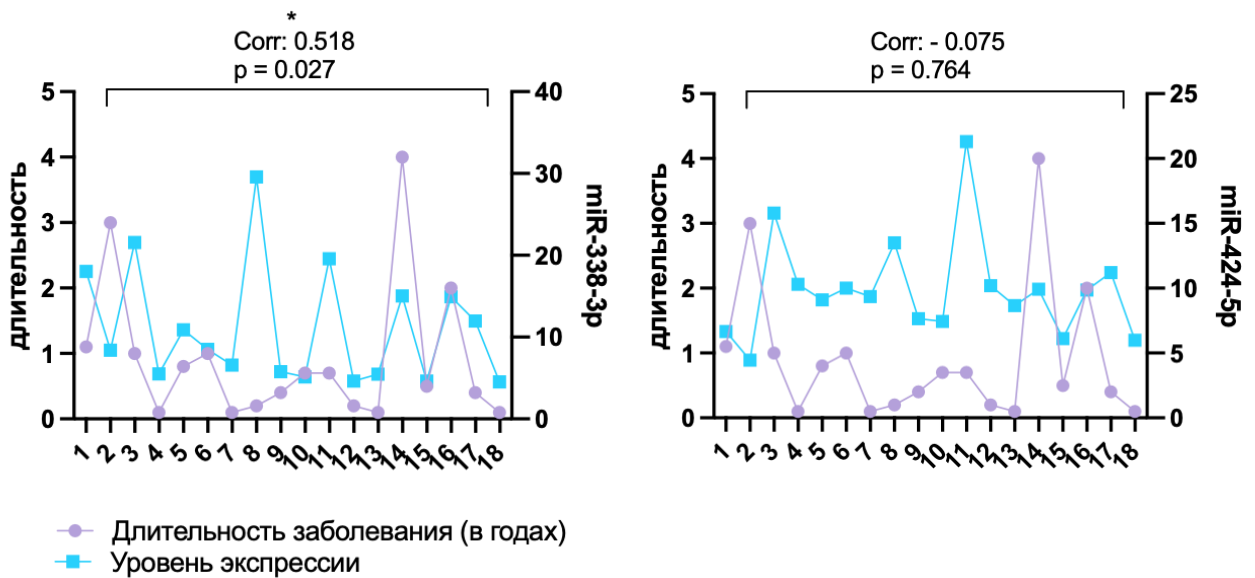 *
Corr: 0.518
p = 0.027
5
4
3
2
1
0
длительность
40
30
20
10
0
miR-338-3p
1 2 3 4 5 6 7 8 9 10 11 12 13 14 15 16 17 18
Corr: - 0.075
p = 0.764
5
4
3
2
1
0
длительность
25
20
15
10
5
0
miR-424-5p
1 2 3 4 5 6 7 8 9 10 11 12 13 14 15 16 17 18
Длительность заболевания (в годах)
Уровень экспрессии